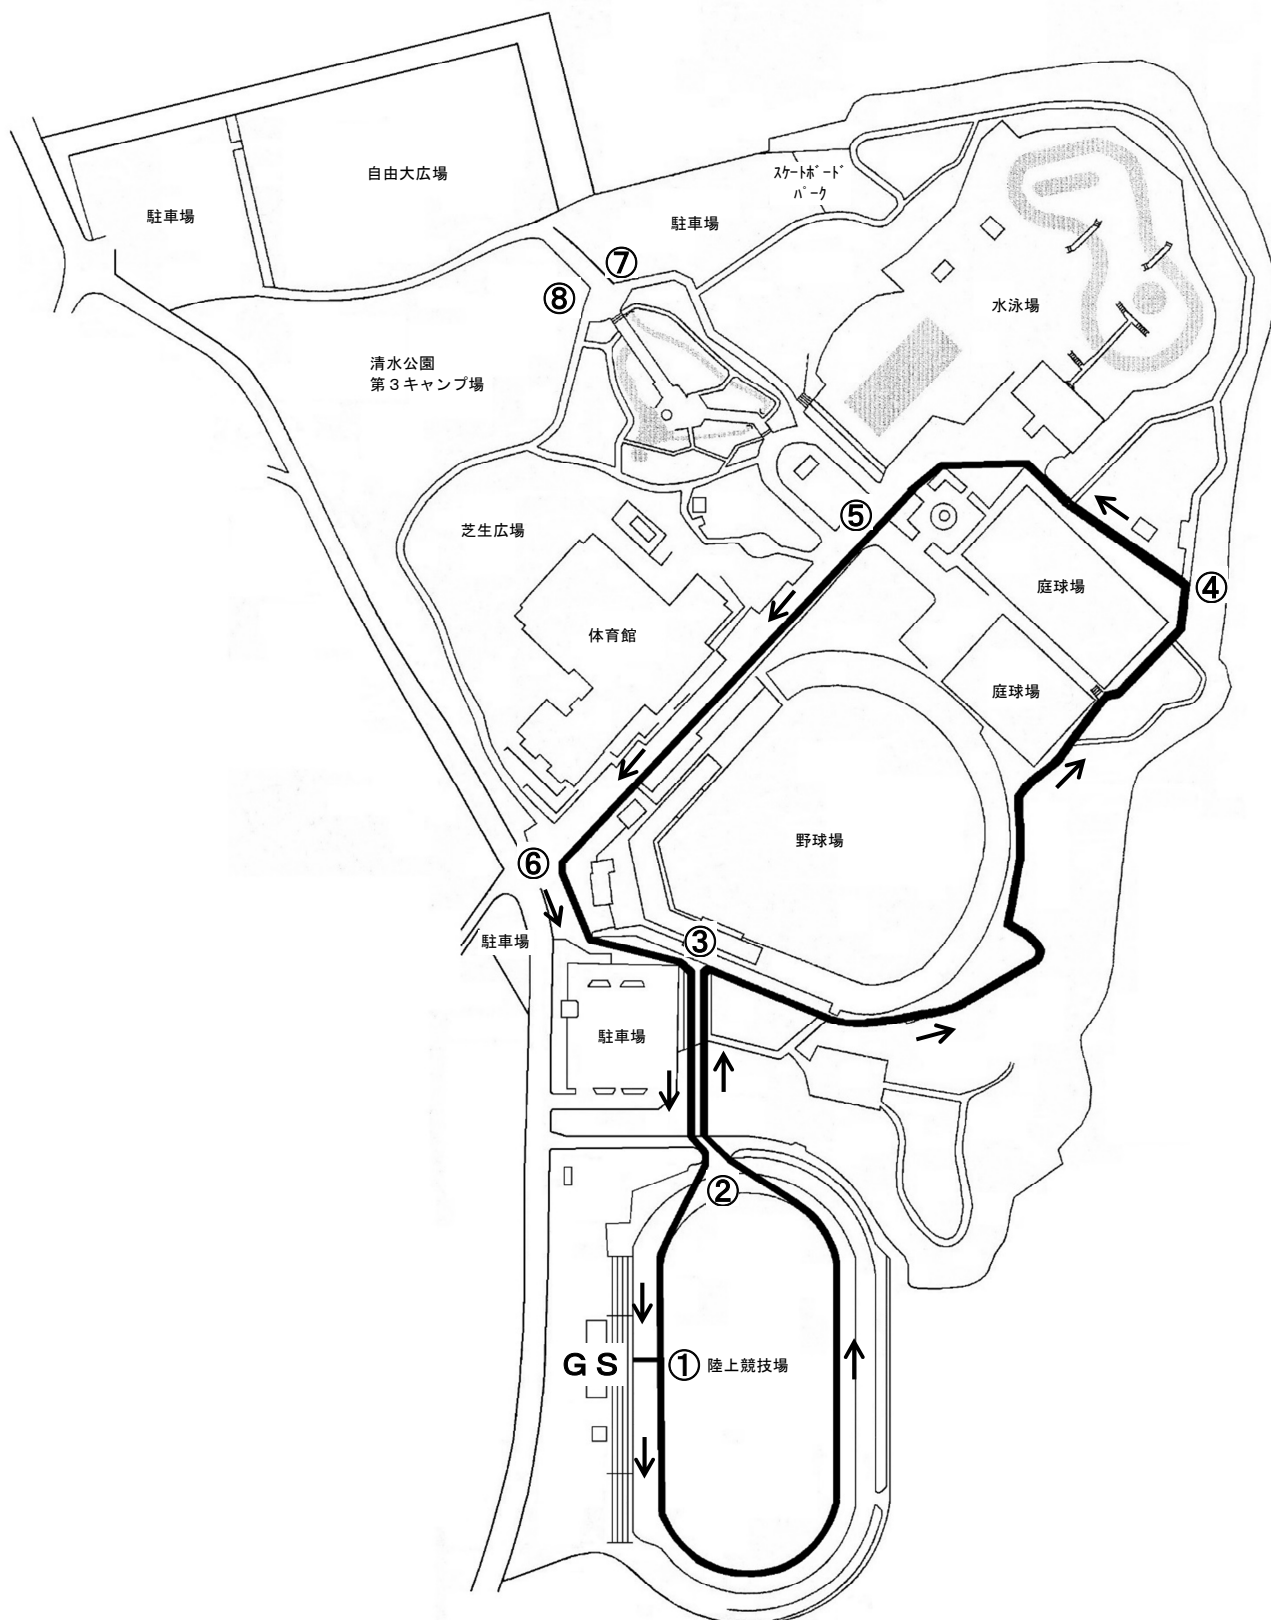 自由大広場
スケートボード
パーク
駐車場
駐車場
⑦
⑧
水泳場
清水公園
第3キャンプ場
⑤
芝生広場
④
庭球場
体育館
庭球場
野球場
⑥
③
駐車場
駐車場
②
G S
①
陸上競技場